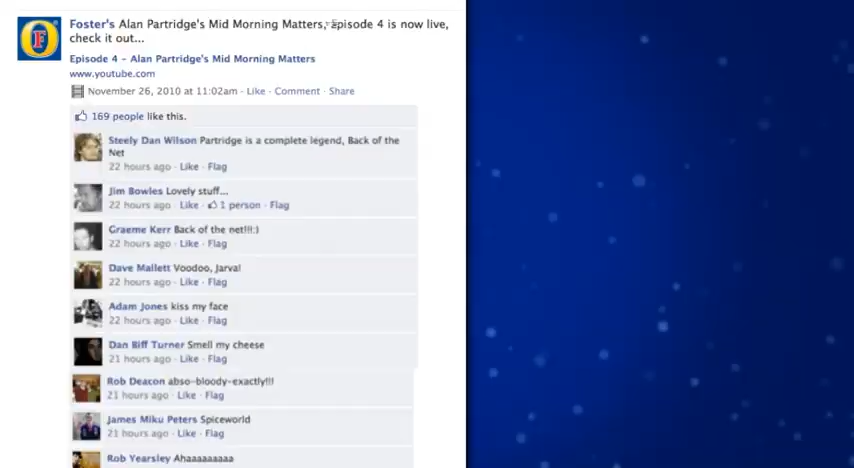 Foster's Alan Partridge's Mid Morning Matters, Episode 4 is now live,
check it out...
F
Episode 4 - Alan Partridge's Mid Morning Matters
www.youtube.com
November 26, 2010 at 11:02am · Like · Comment · Share
169 people like this.
Steely Dan Wilson Partridge is a complete legend, Back of the
Net
22 hours ago · Like · Flag
Jim Bowles Lovely stuff...
22 hours ago · Like · 1 person · Flag
Graeme Kerr Back of the net!!!:)
22 hours ago · Like · Flag
Dave Mallett Voodoo, Jarva!
22 hours ago · Like · Flag
Adam Jones kiss my face
22 hours ago · Like · Flag
Dan Biff Turner Smell my cheese
21 hours ago · Like · Flag
Rob Deacon abso-bloody-exactly!!!
21 hours ago · Like · Flag
James Miku Peters Spiceworld
21 hours ago · Like · Flag
Rob Yearsley Ahaaaaaaaaa